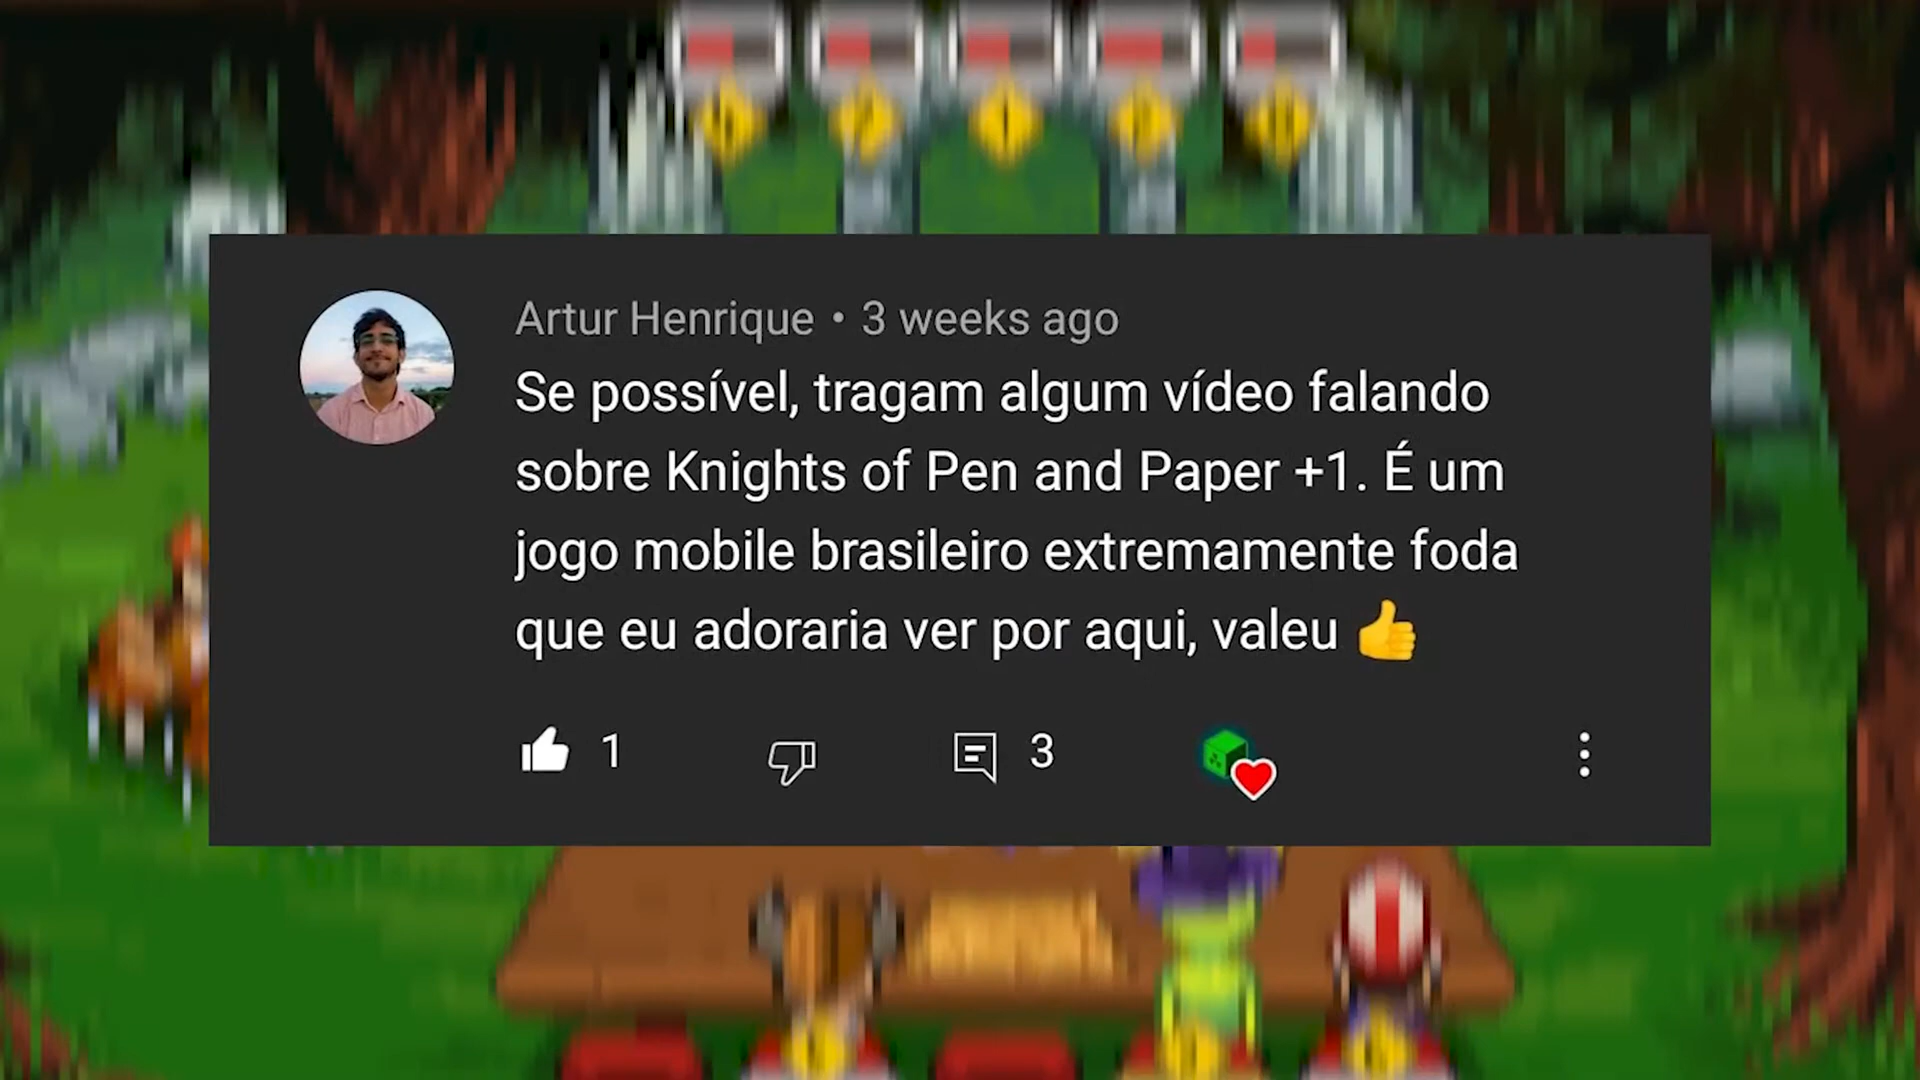 Artur Henrique • 3 weeks ago
Se possível, tragam algum vídeo falando
sobre Knights of Pen and Paper +1. É um
jogo mobile brasileiro extremamente foda
que eu adoraria ver por aqui, valeu 👍
1 3